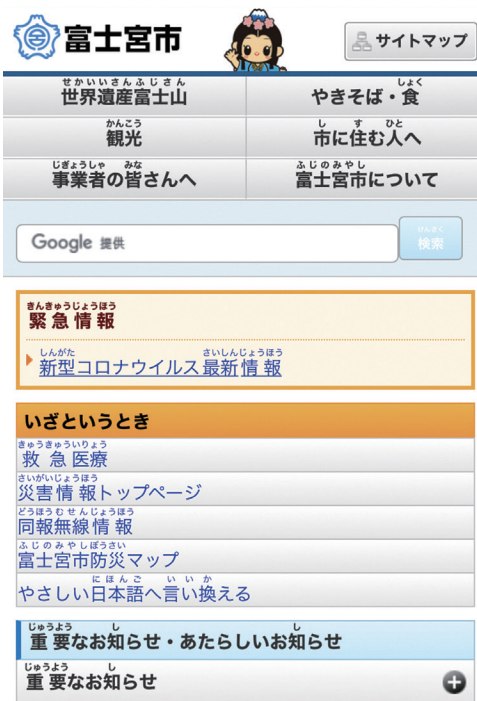 富士宮市
サイトマップ
せかいいさんふじさん
世界遺産富士山
しょく
やきそば・食
かんこう
観光
し す ひと
市に住む人へ
じぎょうしゃ みな
事業者の皆さんへ
ふじのみやし
富士宮市について
Google 提供
けんさく
検索
きんきゅうじょうほう
緊急情報
しんがた さいしんじょうほう
新型コロナウイルス最新情報
いざというとき
きゅうきゅういりょう
救急医療
さいがいじょうほう
災害情報トップページ
どうほうむせんじょうほう
同報無線情報
ふじのみやしぼうさい
富士宮市防災マップ
にほんご い か
やさしい日本語へ言い換える
じゅうよう し し
重要なお知らせ・あたらしいお知らせ
じゅうよう し
重要なお知らせ